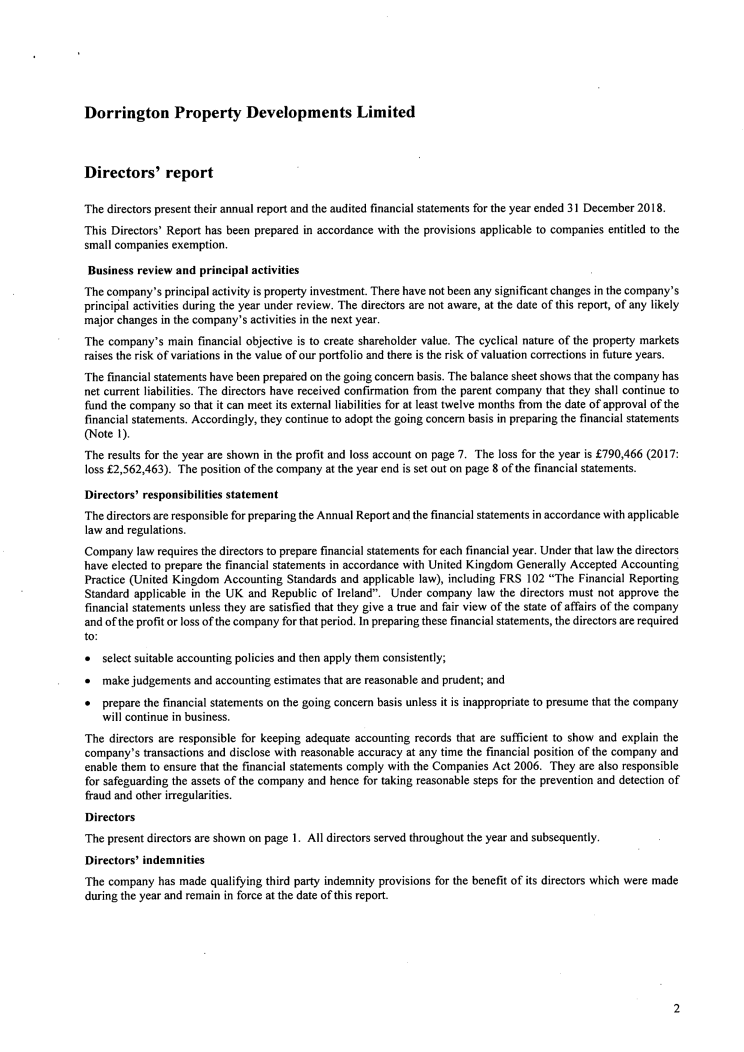 Dorrington Property Developments Limited
Directors' report
The directors present their annual report and the audited financial statements for the year ended 31 December 2018.
This Directors' Report has been prepared in accordance with the provisions applicable to companies entitled to the
small companies exemption.
Business review and principal activities
The company's principal activity is property investment. There have not been any significant changes in the company's
principal activities during the year under review. The directors are not aware, at the date of this report, of any likely
major changes in the company's activities in the next year.
The company's main financial objective is to create shareholder value. The cyclical nature of the property markets
raises the risk of variations in the value of our portfolio and there is the risk of valuation corrections in future years.
The financial statements have been prepared on the going concern basis. The balance sheet shows that the company has
net current liabilities. The directors have received confirmation from the parent company that they shall continue to
fund the company so that it can meet its external liabilities for at least twelve months from the date of approval of the
financial statements. Accordingly, they continue to adopt the going concern basis in preparing the financial statements
(Note 1).
The results for the year are shown in the profit and loss account on page 7. The loss for the year is £790,466 (2017:
loss £2,562,463). The position of the company at the year end is set out on page 8 of the financial statements.
Directors' responsibilities statement
The directors are responsible for preparing the Annual Report and the financial statements in accordance with applicable
law and regulations.
Company law requires the directors to prepare financial statements for each financial year. Under that law the directors
have elected to prepare the financial statements in accordance with United Kingdom Generally Accepted Accounting
Practice (United Kingdom Accounting Standards and applicable law), including FRS 102 "The Financial Reporting
Standard applicable in the UK and Republic of Ireland". Under company law the directors must not approve the
financial statements unless they are satisfied that they give a true and fair view of the state of affairs of the company
and of the profit or loss of the company for that period. In preparing these financial statements, the directors are required
to:
• select suitable accounting policies and then apply them consistently;
• make judgements and accounting estimates that are reasonable and prudent; and
• prepare the financial statements on the going concern basis unless it is inappropriate to presume that the company
will continue in business.
The directors are responsible for keeping adequate accounting records that are sufficient to show and explain the
company's transactions and disclose with reasonable accuracy at any time the financial position of the company and
enable them to ensure that the financial statements comply with the Companies Act 2006. They are also responsible
for safeguarding the assets of the company and hence for taking reasonable steps for the prevention and detection of
fraud and other irregularities.
Directors
The present directors are shown on page 1. All directors served throughout the year and subsequently.
Directors' indemnities
The company has made qualifying third party indemnity provisions for the benefit of its directors which were made
during the year and remain in force at the date of this report.
2